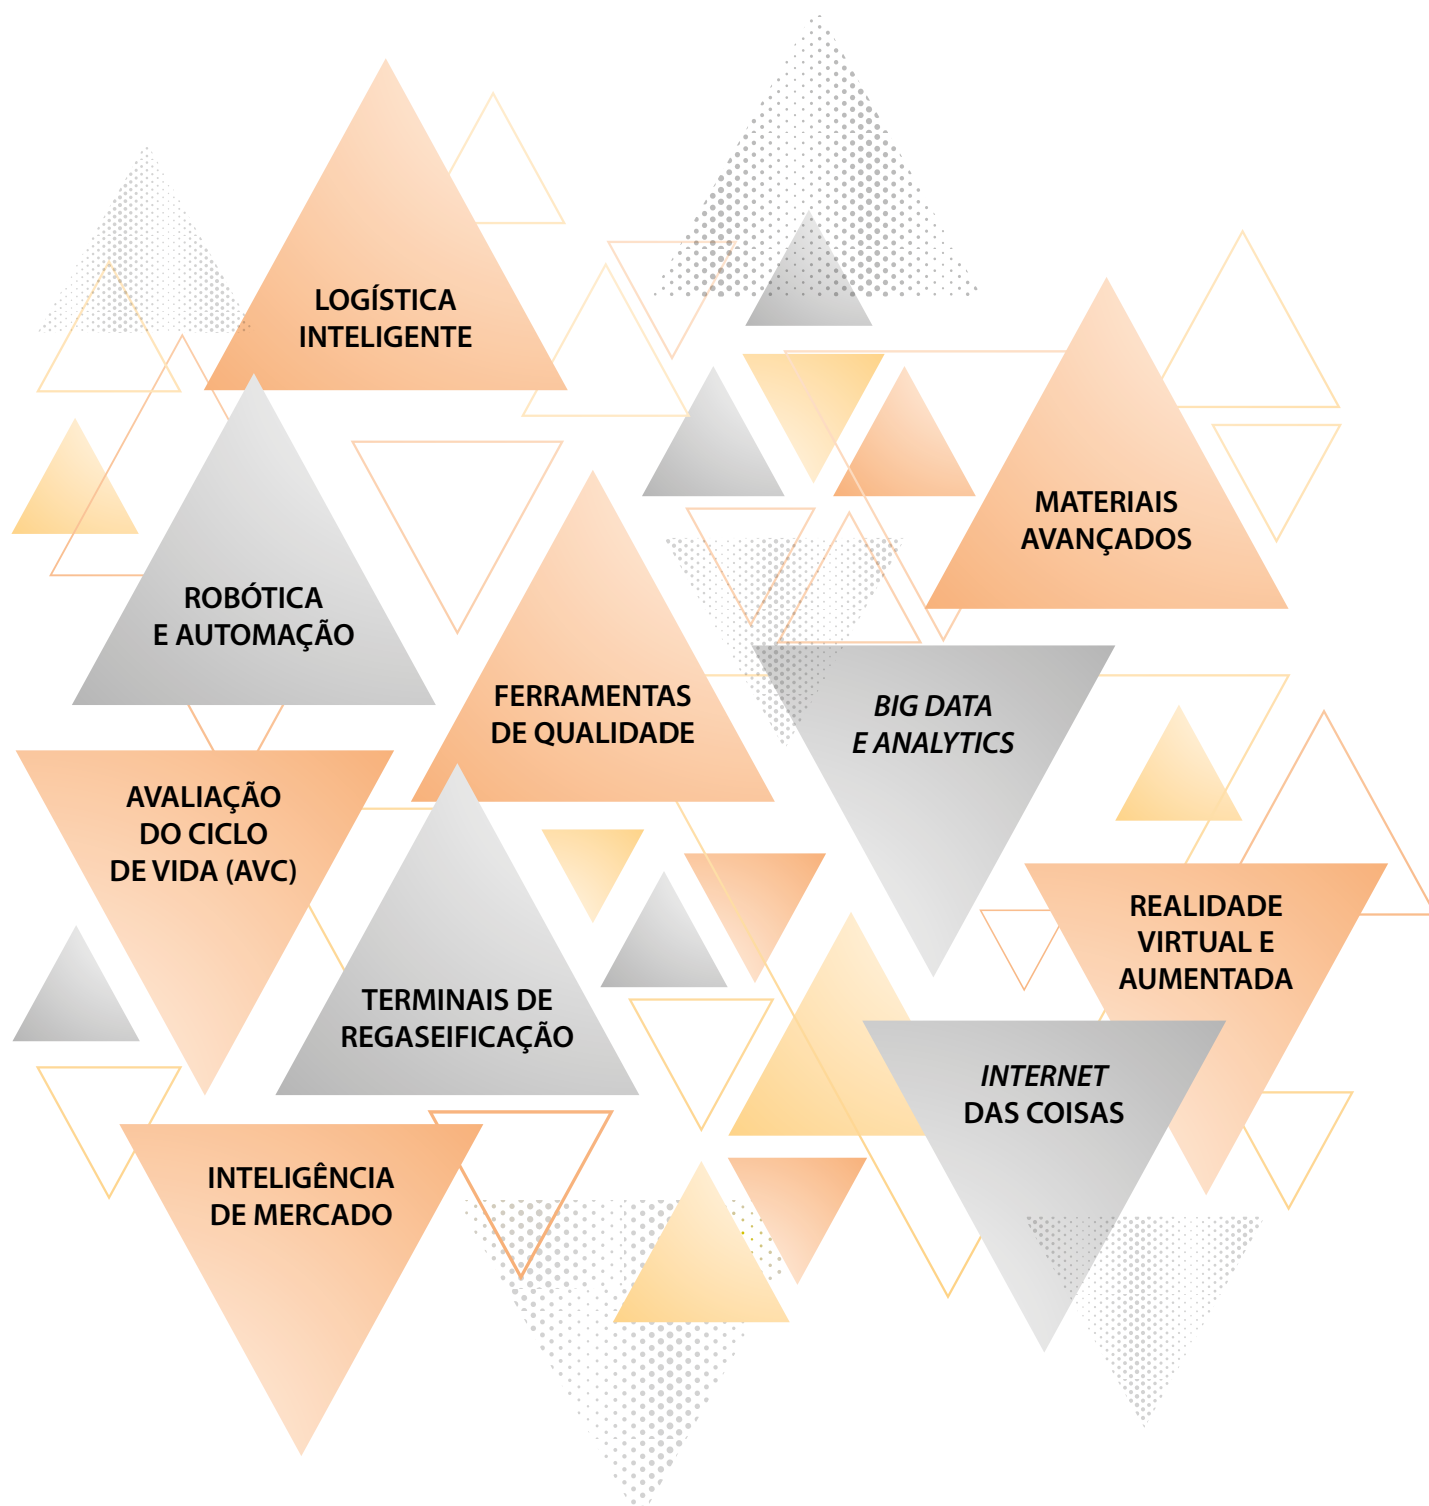 LOGÍSTICA
INTELIGENTE
MATERIAIS
AVANÇADOS
ROBÓTICA
E AUTOMAÇÃO
FERRAMENTAS
DE QUALIDADE
BIG DATA
E ANALYTICS
AVALIAÇÃO
DO CICLO
DE VIDA (AVC)
REALIDADE
VIRTUAL E
AUMENTADA
TERMINAIS DE
REGASEIFICAÇÃO
INTERNET
DAS COISAS
INTELIGÊNCIA
DE MERCADO